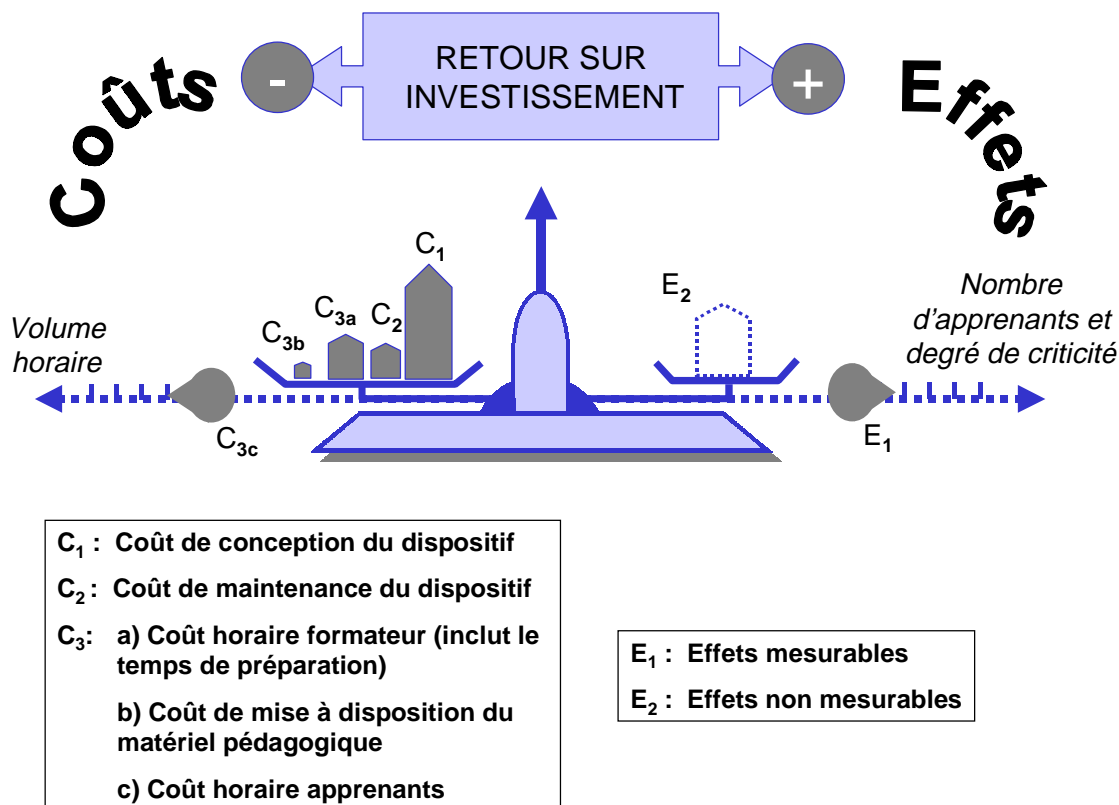 RETOUR SUR
INVESTISSEMENT
-
+
Coûts
Effets
C1
C3a
C2
C3b
E2
Volume
horaire
Nombre
d'apprenants et
degré de criticité
C3c
E1
C1 : Coût de conception du dispositif
C2 : Coût de maintenance du dispositif
C3: a) Coût horaire formateur (inclut le
temps de préparation)
b) Coût de mise à disposition du
matériel pédagogique
c) Coût horaire apprenants
E1 : Effets mesurables
E2 : Effets non mesurables